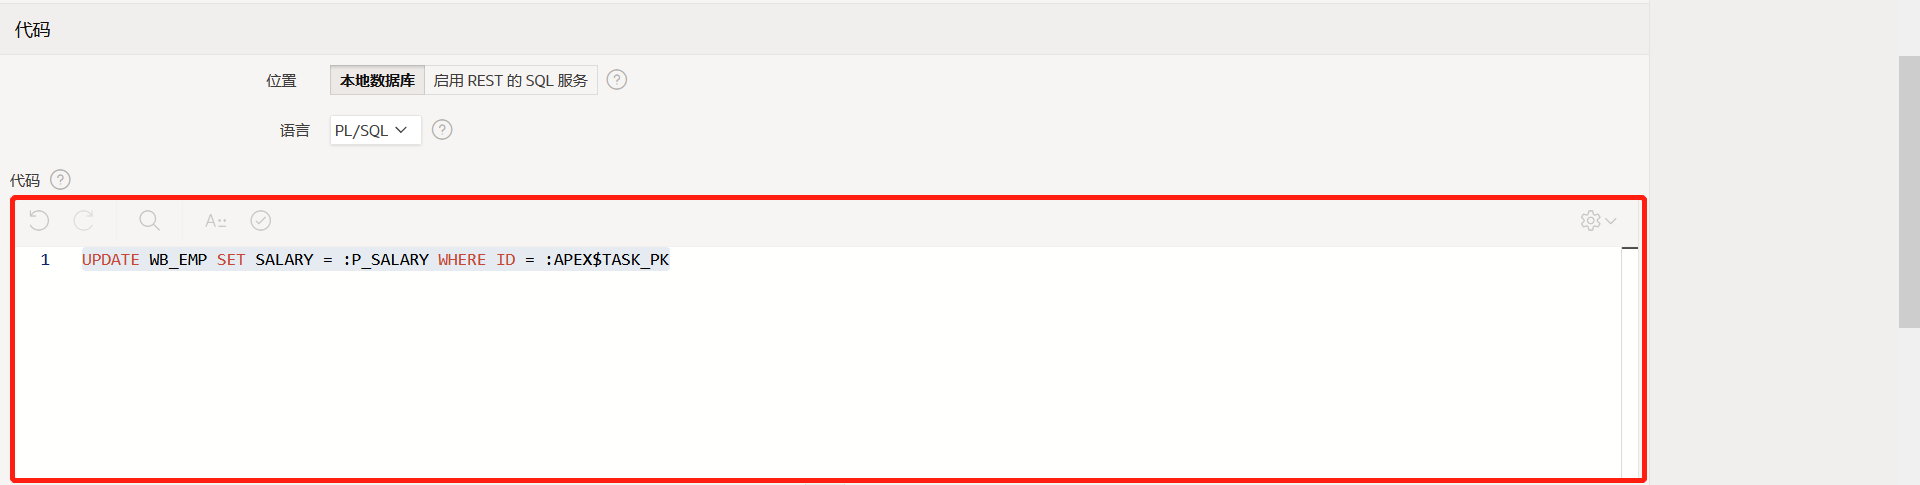 代码
位置 本地数据库 启用 REST 的 SQL 服务 ?
语言 PL/SQL ?
代码 ?
A
1 UPDATE WB_EMP SET SALARY = :P_SALARY WHERE ID = :APEX$TASK_PK